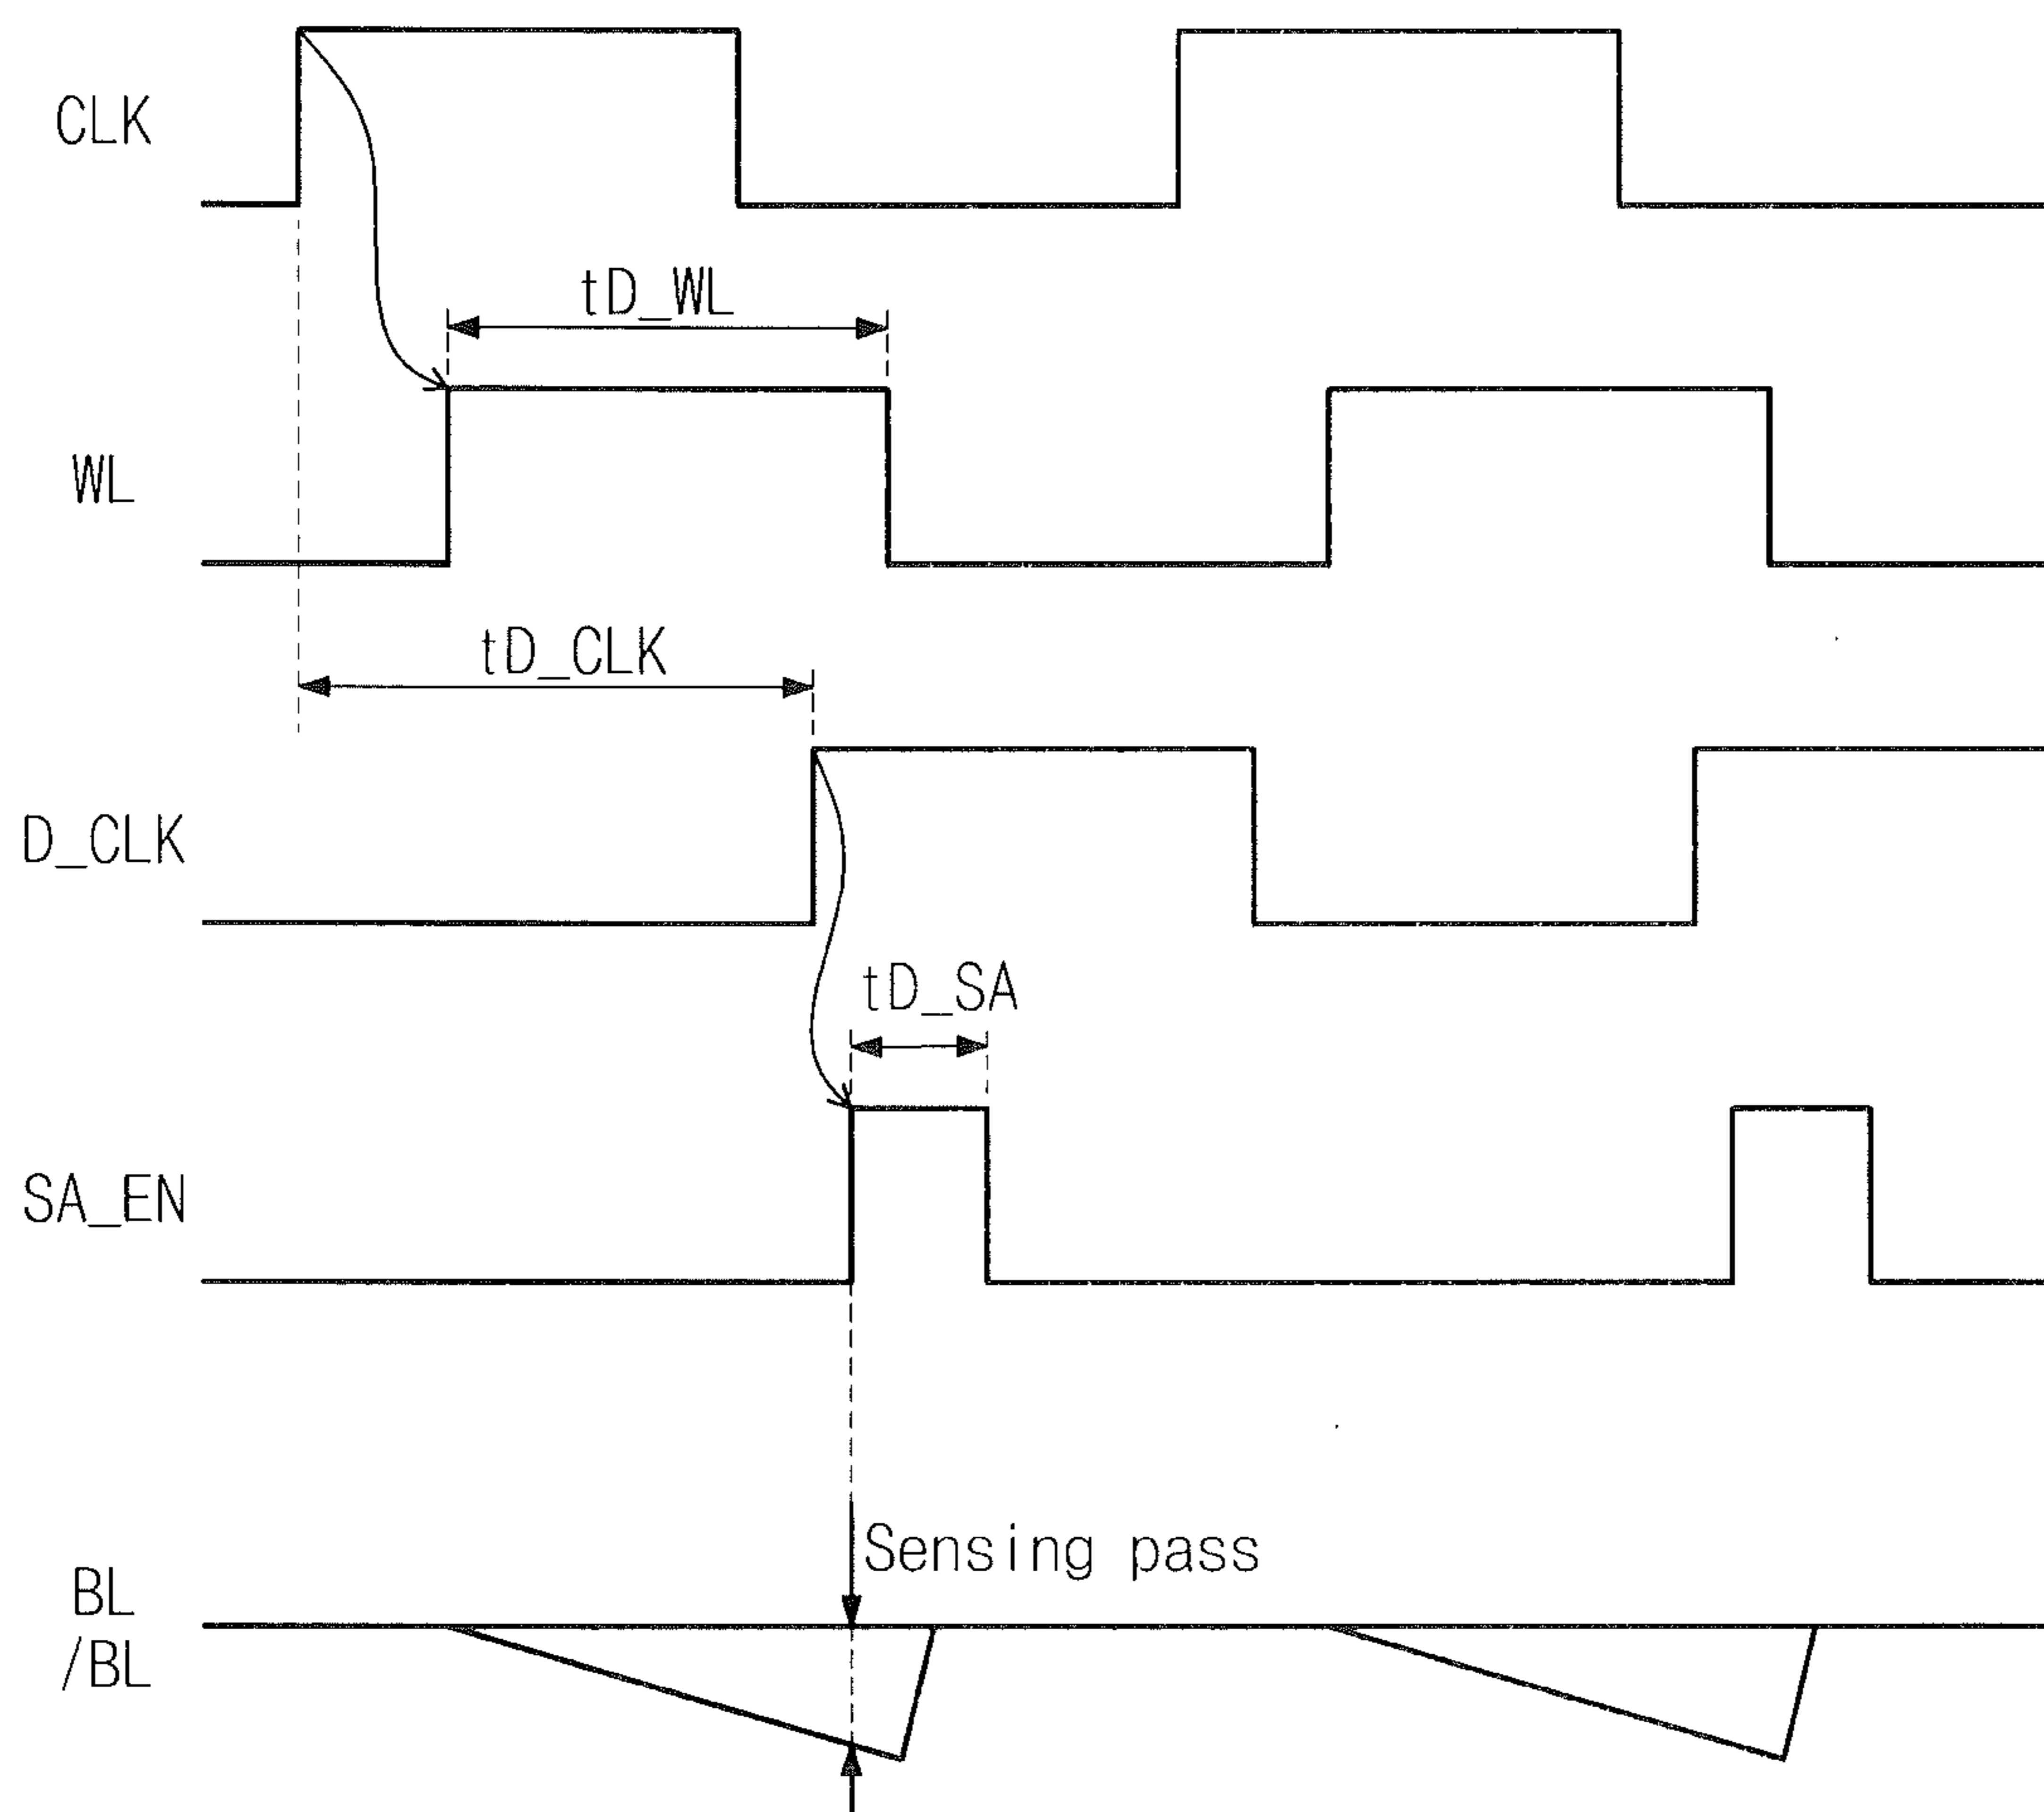 CLK
tD_WL
WL
tD_CLK
D_CLK
tD_SA
SA_EN
Sensing pass
BL
/BL